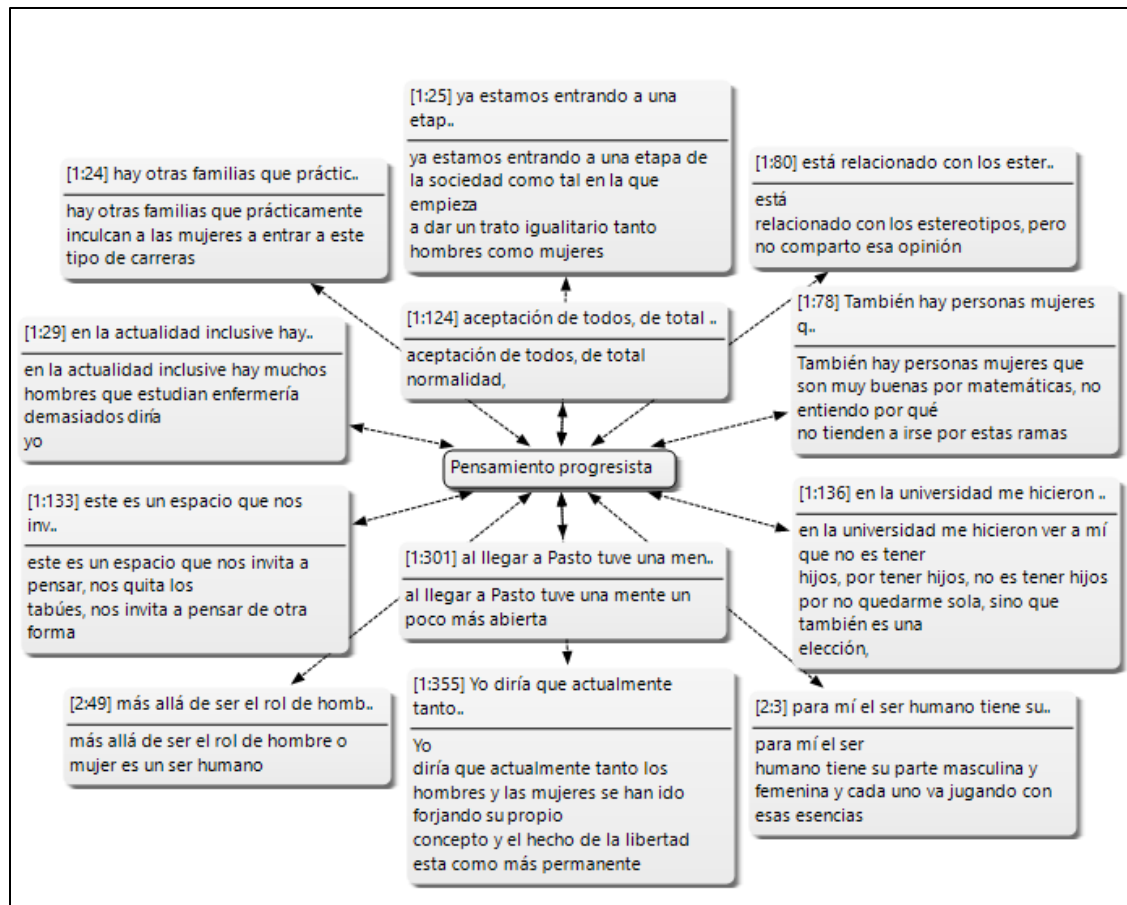 [1:25] ya estamos entrando a una
etap..
ya estamos entrando a una etapa de
la sociedad como tal en la que
empieza
a dar un trato igualitario tanto
hombres como mujeres
[1:24] hay otras familias que práctic..
hay otras familias que prácticamente
inculcan a las mujeres a entrar a este
tipo de carreras
[1:80] está relacionado con los ester..
está
relacionado con los estereotipos, pero
no comparto esa opinión
[1:29] en la actualidad inclusive hay..
en la actualidad inclusive hay muchos
hombres que estudian enfermería
demasiados diría
yo
[1:124] aceptación de todos, de total ..
aceptación de todos, de total
normalidad,
[1:78] También hay personas mujeres
q..
También hay personas mujeres que
son muy buenas por matemáticas, no
entiendo por qué
no tienden a irse por estas ramas
Pensamiento progresista
[1:133] este es un espacio que nos
inv..
este es un espacio que nos invita a
pensar, nos quita los
tabúes, nos invita a pensar de otra
forma
[1:301] al llegar a Pasto tuve una men..
al llegar a Pasto tuve una mente un
poco más abierta
[1:136] en la universidad me hicieron ..
en la universidad me hicieron ver a mí
que no es tener
hijos, por tener hijos, no es tener hijos
por no quedarme sola, sino que
también es una
elección,
[2:49] más allá de ser el rol de homb..
más allá de ser el rol de hombre o
mujer es un ser humano
[1:355] Yo diría que actualmente
tanto..
Yo
diría que actualmente tanto los
hombres y las mujeres se han ido
forjando su propio
concepto y el hecho de la libertad
esta como más permanente
[2:3] para mí el ser humano tiene su..
para mí el ser
humano tiene su parte masculina y
femenina y cada uno va jugando con
esas esencias